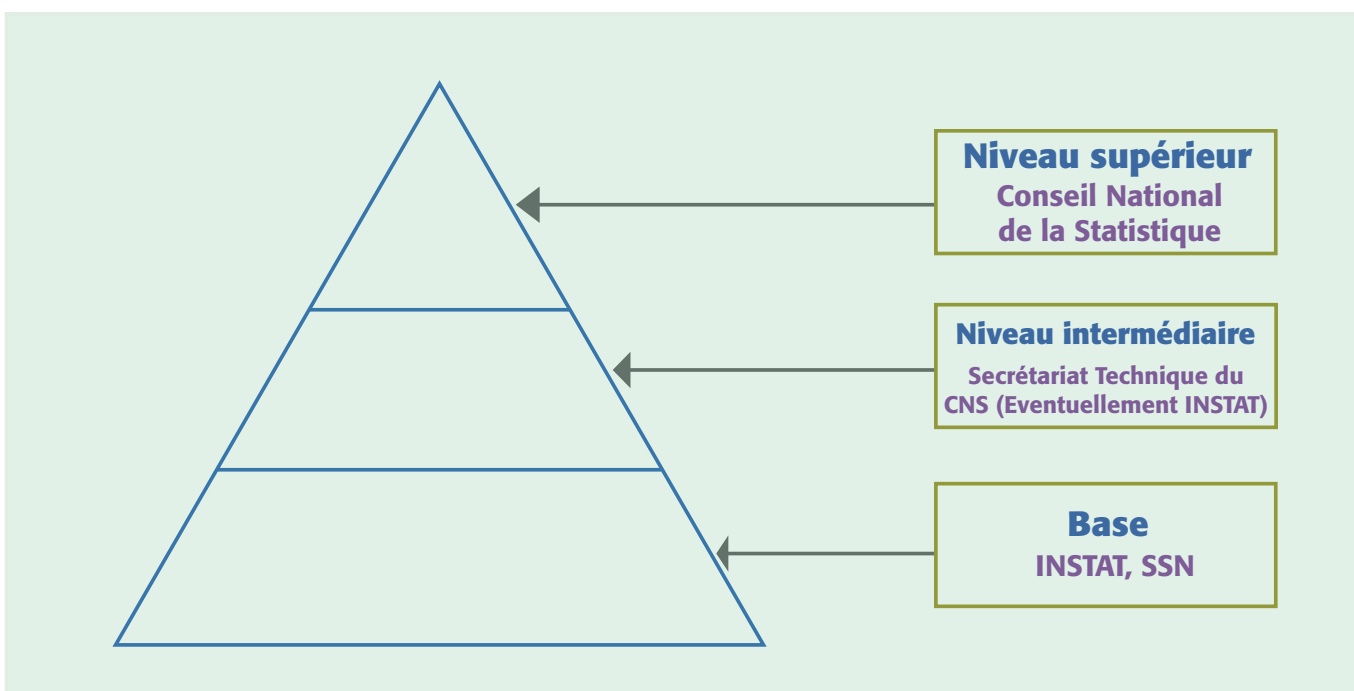 Niveau supérieur
Conseil National
de la Statistique
Niveau intermédiaire
Secrétariat Technique du
CNS (Eventuellement INSTAT)
Base
INSTAT, SSN